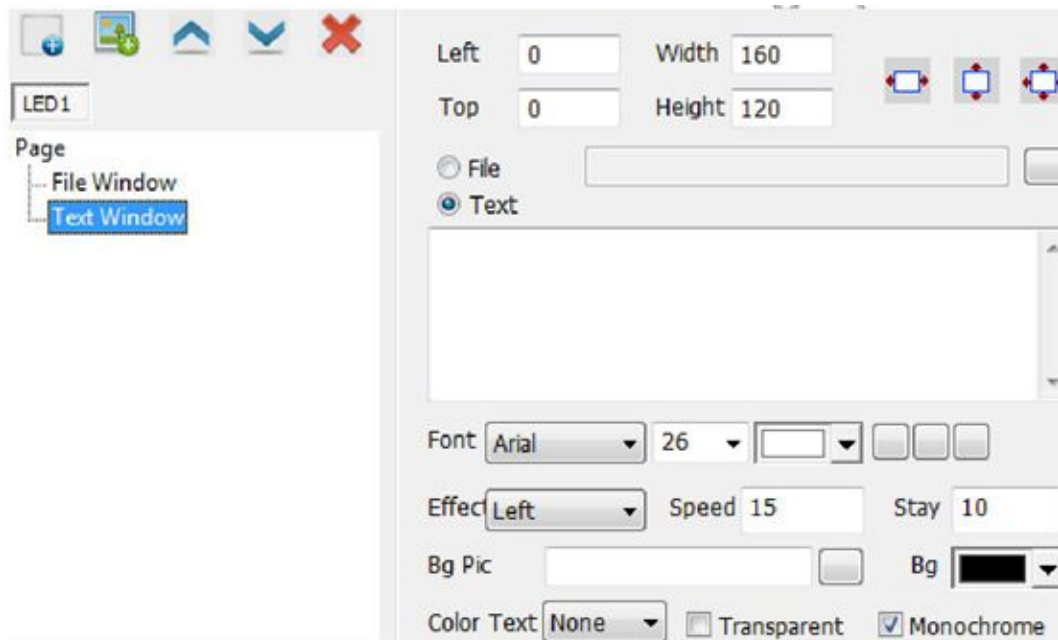 Left 0 Width 160
LED1
Top 0 Height 120
Page
File Window
Text Window
File
Text
Font Arial 26
Effect Left Speed 15 Stay 10
Bg Pic Bg
Color Text None Transparent Monochrome